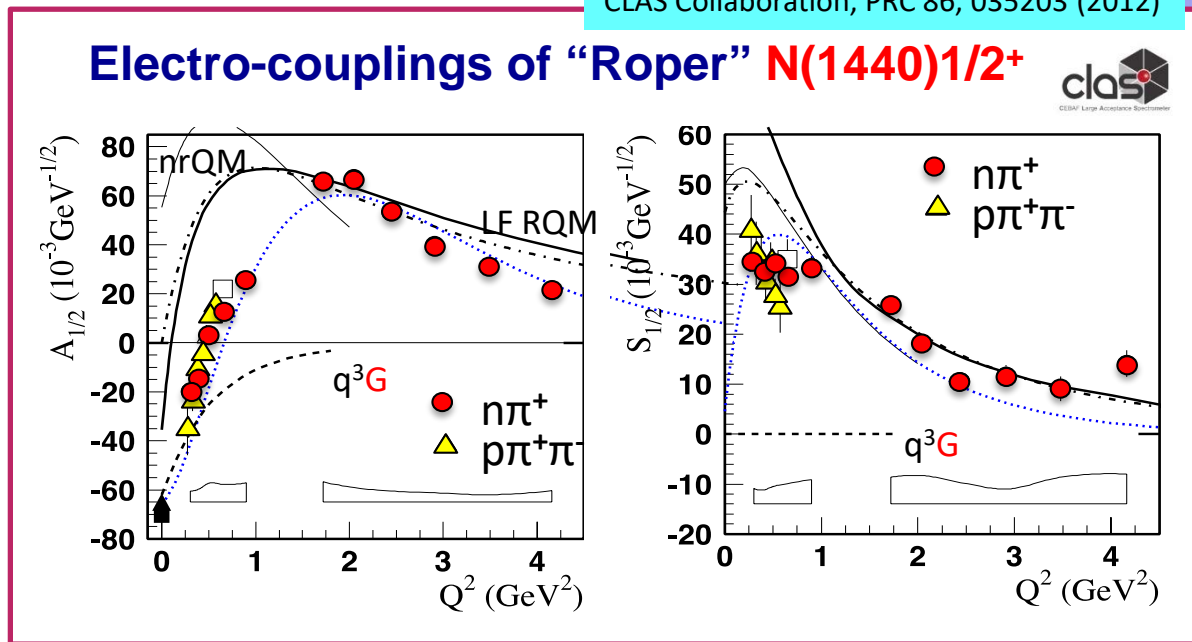 CLAS Collaboration, PRC 86, 035203 (2012)
Electro-couplings of “Roper” N(1440)1/2⁺
clas
CEBAF Large Acceptance Spectrometer
A₁/₂ (10⁻³GeV⁻¹/²)
80
60
40
20
0
-20
-40
-60
-80
nrQM
LF RQM
q³G
nπ⁺
pπ⁺π⁻
0 1 2 3 4
Q² (GeV²)
S₁/₂ (10⁻³GeV⁻¹/²)
60
50
40
30
20
10
0
-10
-20
nπ⁺
pπ⁺π⁻
q³G
0 1 2 3 4
Q² (GeV²)